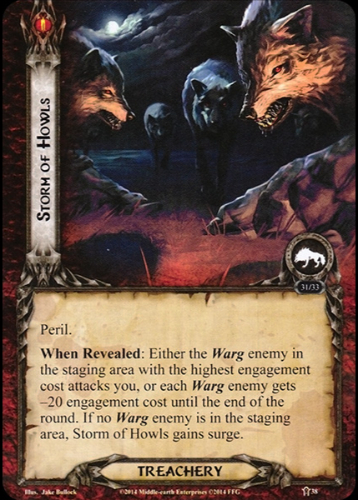 STORM OF HOWLS
31/33
Peril.
When Revealed: Either the Warg enemy in
the staging area with the highest engagement
cost attacks you, or each Warg enemy gets
–20 engagement cost until the end of the
round. If no Warg enemy is in the staging
area, Storm of Howls gains surge.
TREACHERY
Illus. Jake Bullock
©2014 Middle-earth Enterprises ©2014 FFG
38